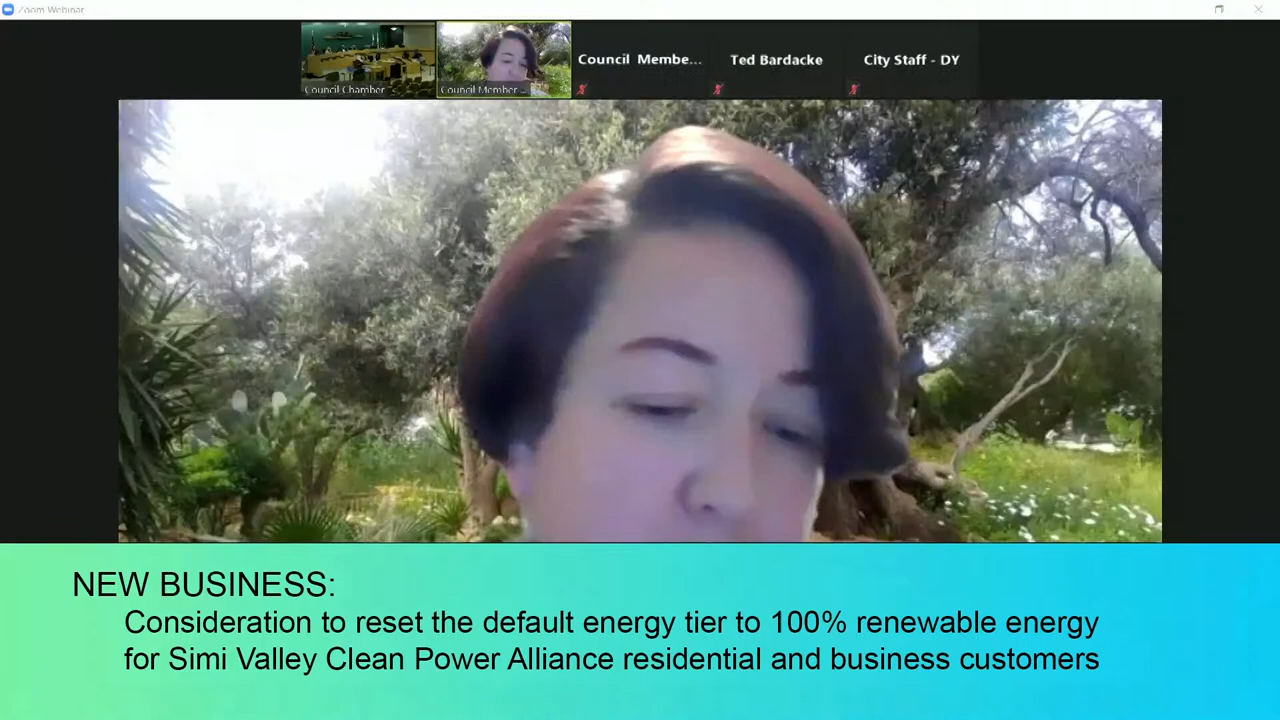 Zoom Webinar
Council Chamber
Council Member
Council Membe...
Ted Bardacke
City Staff - DY
NEW BUSINESS:
Consideration to reset the default energy tier to 100% renewable energy
for Simi Valley Clean Power Alliance residential and business customers